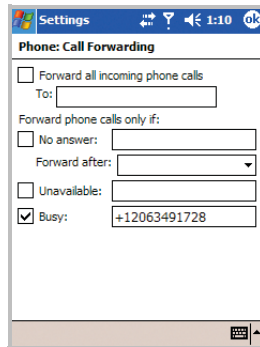 Settings 1:10 ok
Phone: Call Forwarding
Forward all incoming phone calls
To:
Forward phone calls only if:
No answer:
Forward after:
Unavailable:
Busy: +12063491728